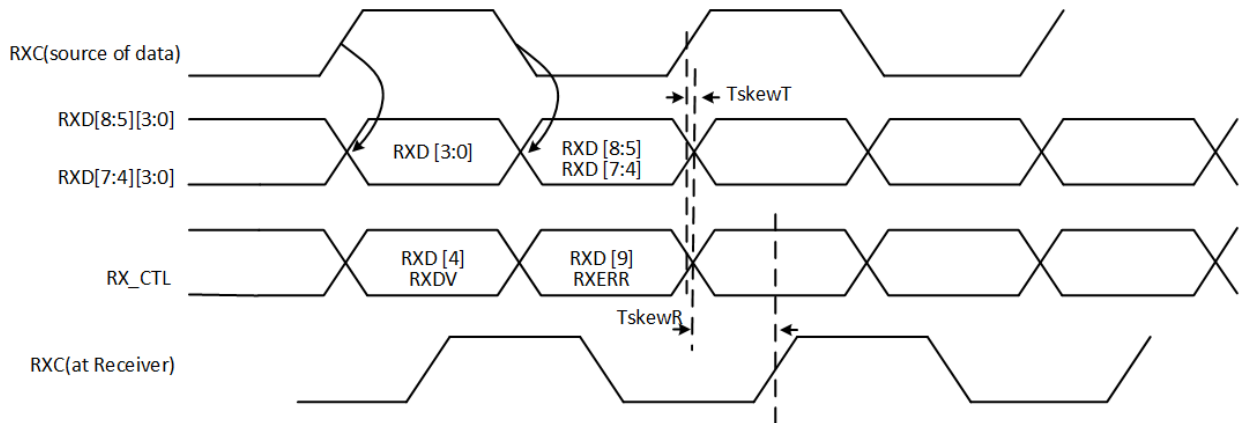 RXC(source of data)
TskewT
RXD[8:5][3:0]
RXD [3:0]
RXD [8:5]
RXD [7:4]
RXD[7:4][3:0]
RX_CTL
RXD [4]
RXDV
RXD [9]
RXERR
TskewR
RXC(at Receiver)